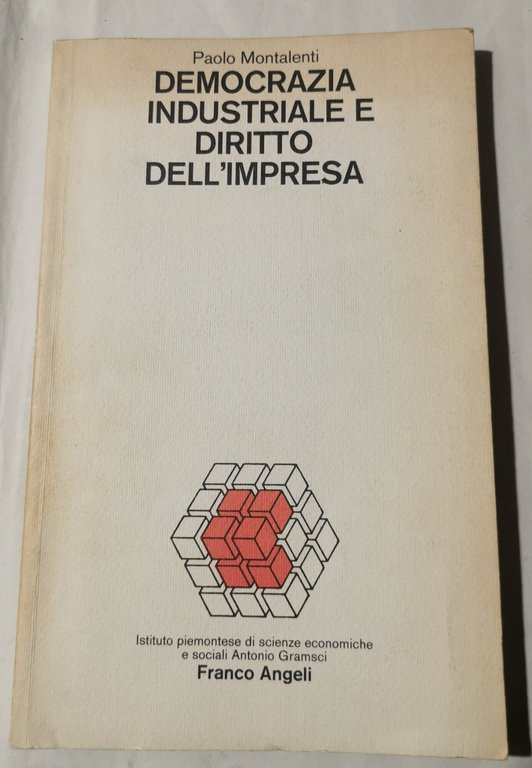 Paolo Montalenti
DEMOCRAZIA
INDUSTRIALE E
DIRITTO
DELL'IMPRESA
Istituto piemontese di scienze economiche
e sociali Antonio Gramsci
Franco Angeli